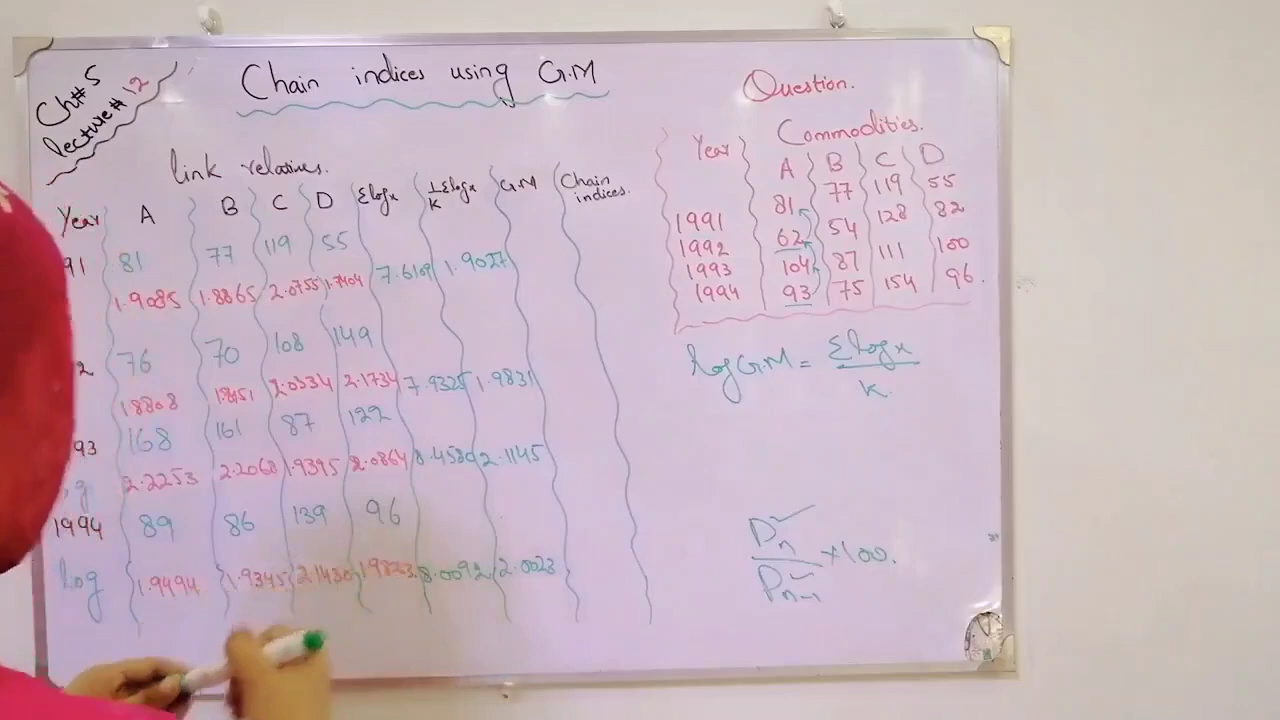 Ch#5
lecture# 12
Chain indices using G.M
link relatives.
Year A B C D Σlogx 1/k Σlogx G.M Chain indices.
91 81 77 119 55
1.9085 1.8865 2.0755 1.7404 7.6109 1.9027
2 76 70 108 149
1.8808 1.8451 2.0334 2.1734 7.9325 1.9831
93 168 161 87 122
2.2253 2.2068 1.9395 2.0864 8.4580 2.1145
1994 89 86 139 96
log 1.9494 1.9345 2.1430 1.9823 8.0092 2.0023
Question.
Commodities.
Year A B C D
1991 81 77 119 55
1992 62 54 128 82
1993 104 87 111 100
1994 93 75 154 96.
log G.M = Σlogx / k
Pn / Pn-1 ×100.